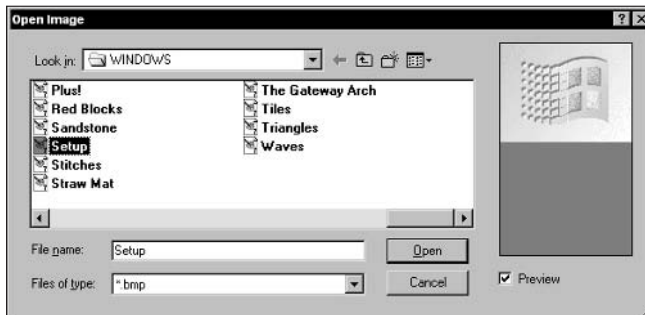 Open Image
Look in: WINDOWS
Plus!
Red Blocks
Sandstone
Setup
Stitches
Straw Mat
The Gateway Arch
Tiles
Triangles
Waves
File name: Setup Open
Files of type: *.bmp Cancel
Preview